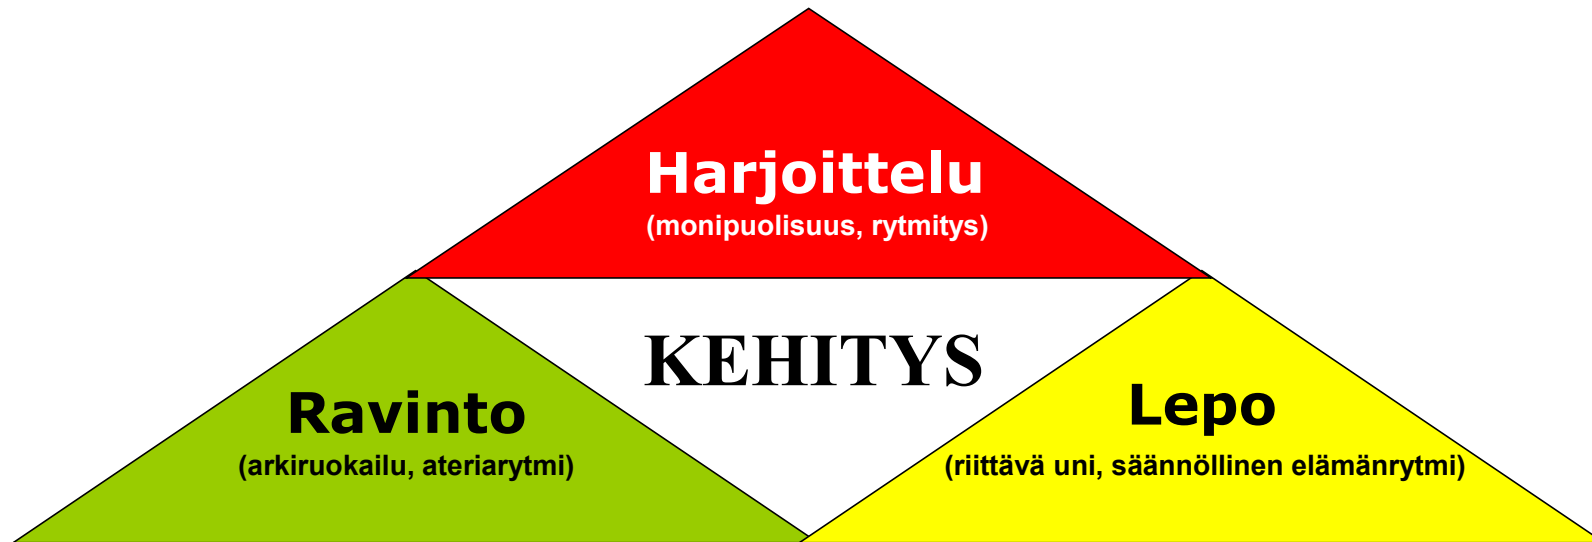 Harjoittelu
(monipuolisuus, rytmitys)
KEHITYS
Ravinto
(arkiruokailu, ateriarytmi)
Lepo
(riittävä uni, säännöllinen elämänrytmi)